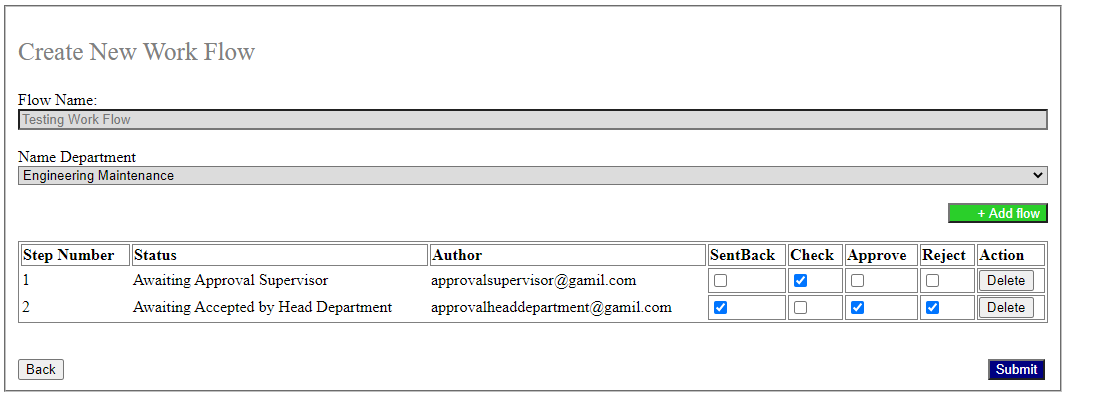 Create New Work Flow
Flow Name:
Testing Work Flow
Name Department
Engineering Maintenance
+ Add flow
Step Number Status Author SentBack Check Approve Reject Action
1 Awaiting Approval Supervisor approvalsupervisor@gamil.com Delete
2 Awaiting Accepted by Head Department approvalheaddepartment@gamil.com Delete
Back Submit